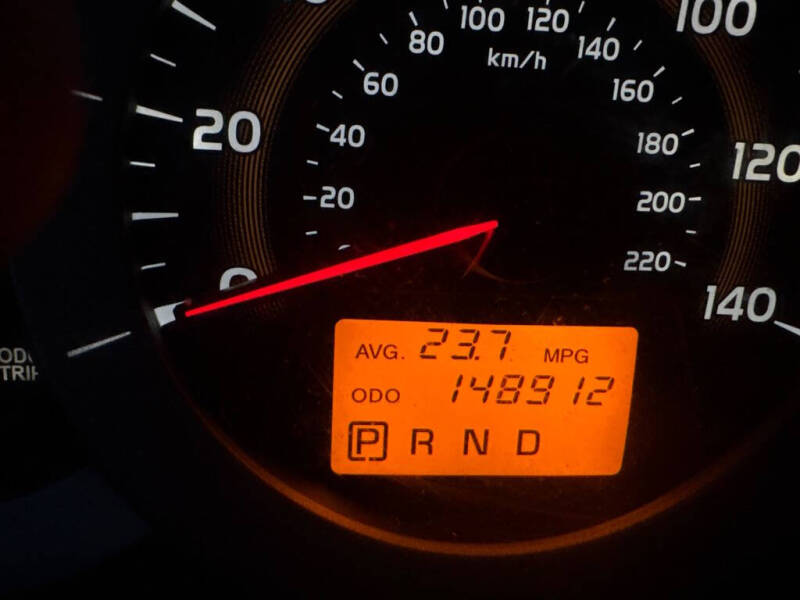 100 120
80 140 100
km/h
60 160
20 40 180 120
20 200
0 220 140
ODO
TRIP
AVG. 23.7 MPG
ODO 148912
P R N D